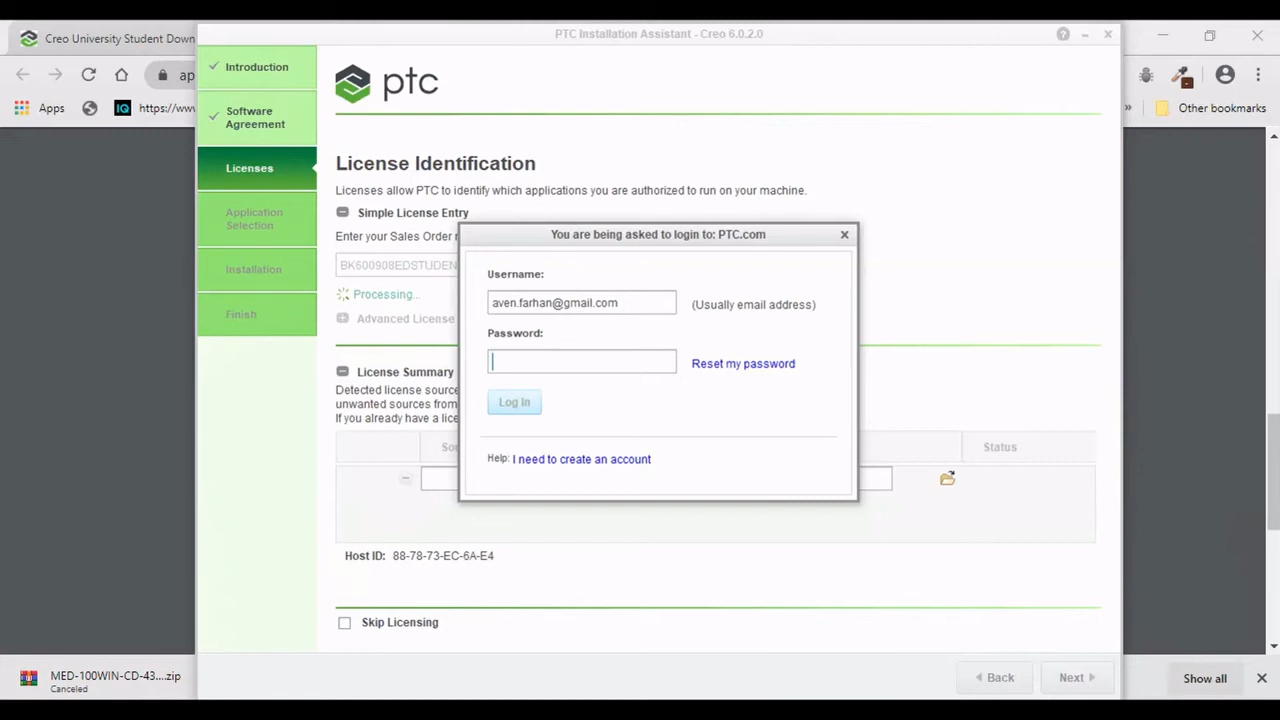 PTC Installation Assistant - Creo 6.0.2.0
Creo University Student Down
ap
Apps
IQ
https://www
»
Other bookmarks
Introduction
Software
Agreement
Licenses
Application
Selection
Installation
Finish
ptc
License Identification
Licenses allow PTC to identify which applications you are authorized to run on your machine.
Simple License Entry
Enter your Sales Order
BK600908EDSTUDEN
Processing...
Advanced License
License Summary
Detected license source
unwanted sources from
If you already have a lice
Sou
Status
Host ID: 88-78-73-EC-6A-E4
Skip Licensing
Back
Next
You are being asked to login to: PTC.com
Username:
aven.farhan@gmail.com
(Usually email address)
Password:
Reset my password
Log In
Help: I need to create an account
MED-100WIN-CD-43....zip
Canceled
Show all